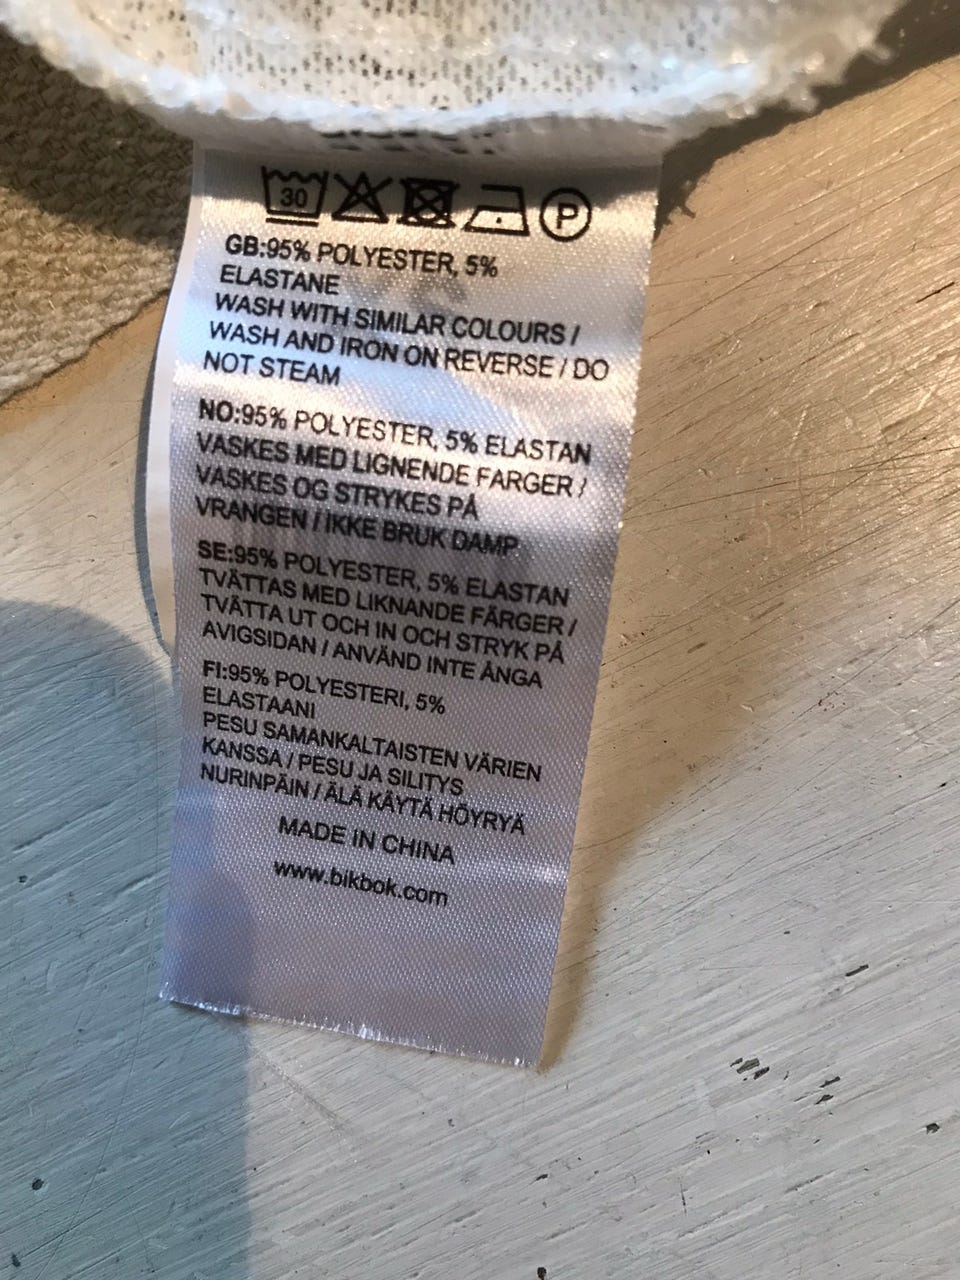 30
P
GB:95% POLYESTER, 5%
ELASTANE
WASH WITH SIMILAR COLOURS /
WASH AND IRON ON REVERSE / DO
NOT STEAM
NO:95% POLYESTER, 5% ELASTAN
VASKES MED LIGNENDE FARGER /
VASKES OG STRYKES PÅ
VRANGEN / IKKE BRUK DAMP
SE:95% POLYESTER, 5% ELASTAN
TVÄTTAS MED LIKNANDE FÄRGER /
TVÄTTA UT OCH IN OCH STRYK PÅ
AVIGSIDAN / ANVÄND INTE ÅNGA
FI:95% POLYESTERI, 5%
ELASTAANI
PESU SAMANKALTAISTEN VÄRIEN
KANSSA / PESU JA SILITYS
NURINPÄIN / ÄLÄ KÄYTÄ HÖYRYÄ
MADE IN CHINA
www.bikbok.com